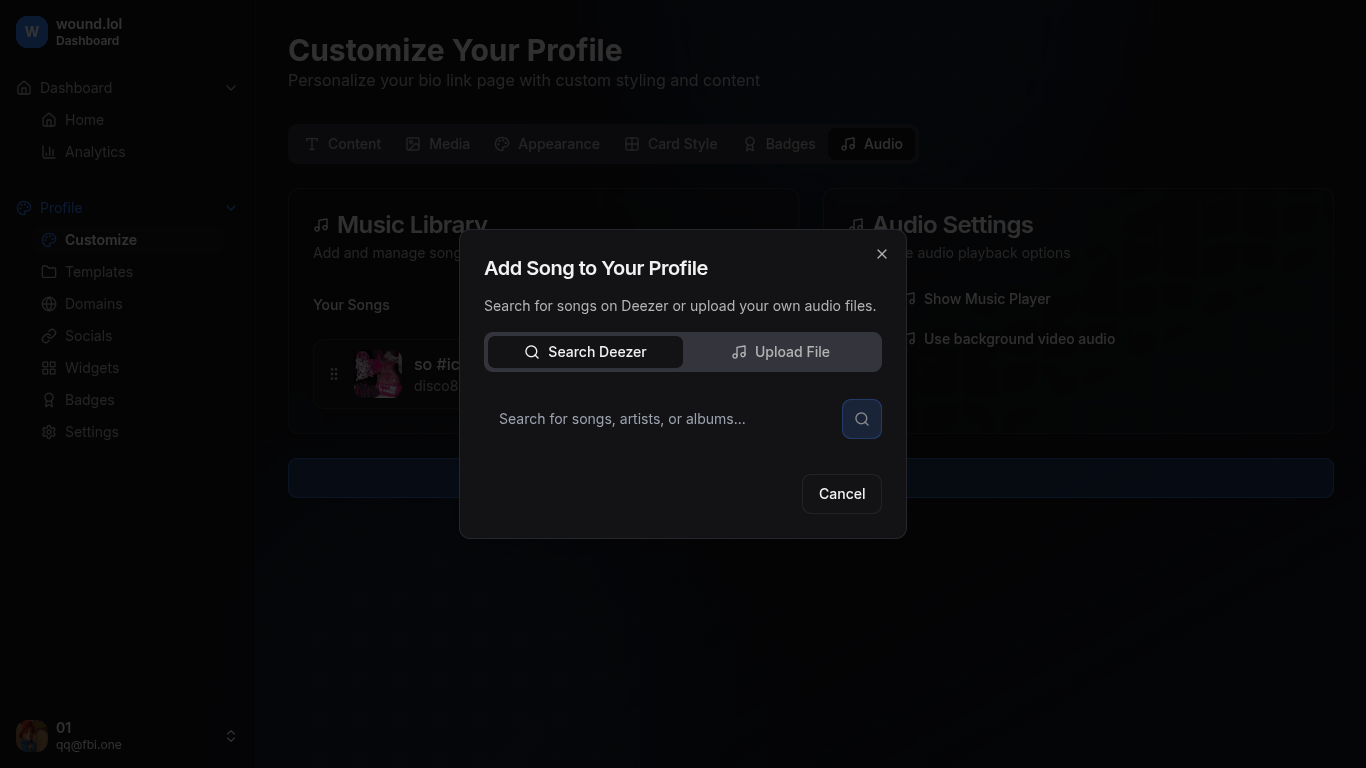 W
wound.lol
Dashboard
Dashboard
Home
Analytics
Profile
Customize
Templates
Domains
Socials
Widgets
Badges
Settings
01
qq@fbi.one
Customize Your Profile
Personalize your bio link page with custom styling and content
Content
Media
Appearance
Card Style
Badges
Audio
Music Library
Add and manage song
Your Songs
so #ic
disco8
Audio Settings
audio playback options
Show Music Player
Use background video audio
Add Song to Your Profile
Search for songs on Deezer or upload your own audio files.
Search Deezer
Upload File
Search for songs, artists, or albums...
Cancel